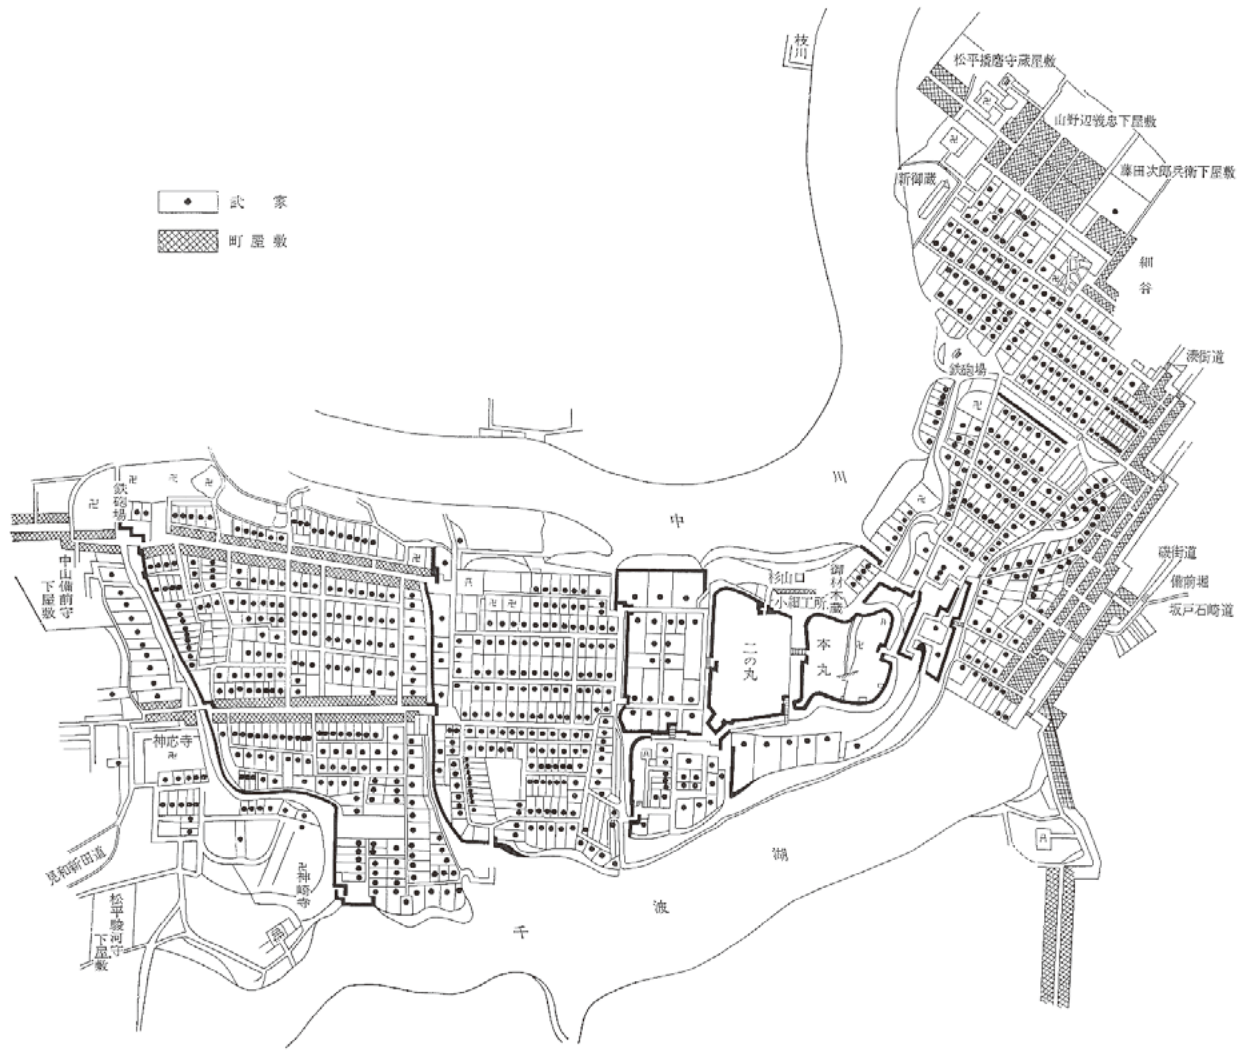 枝川
松平播磨守蔵屋敷
山野辺義忠下屋敷
藤田次郎兵衛下屋敷
新御蔵
武家
町屋敷
細谷
湊街道
鉄砲場
川
中
鉄砲場
中山備前守
下屋敷
杉山口
小細工所
御材木蔵
磯街道
備前堀
坂戸石崎道
二の丸
本丸
神応寺
見和新田道
神崎寺
松平駿河守
下屋敷
湖
波
千